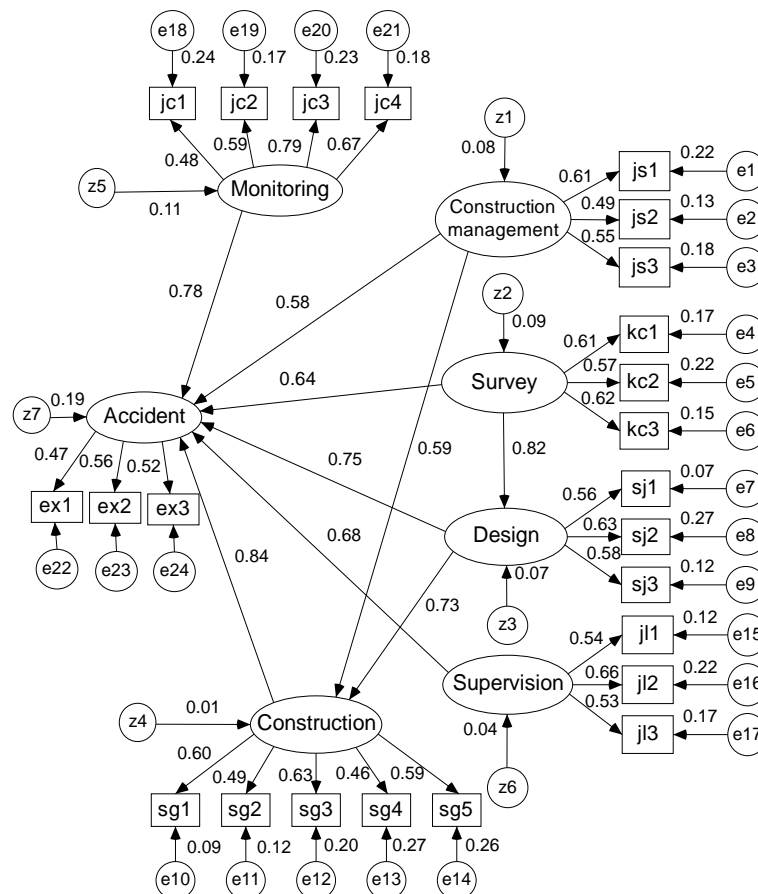 e18 e19 e20 e21
0.24 0.17 0.23 0.18
jc1 jc2 jc3 jc4
0.48 0.59 0.79 0.67
z5 0.11 Monitoring
z1
0.08
Construction
management
0.61 js1 0.22 e1
0.49 js2 0.13 e2
0.55 js3 0.18 e3
0.78 0.58
z2
0.09
Survey
0.61 kc1 0.17 e4
0.57 kc2 0.22 e5
0.62 kc3 0.15 e6
0.64
z7 0.19 Accident
0.47 0.56 0.52
ex1 ex2 ex3
e22 e23 e24
0.75 0.59 0.82
0.68
0.84
Design
0.56 sj1 0.07 e7
0.63 sj2 0.27 e8
0.58 sj3 0.12 e9
0.07
z3
0.73
Supervision
0.54 jl1 0.12 e15
0.66 jl2 0.22 e16
0.53 jl3 0.17 e17
0.04
z6
z4 0.01 Construction
0.60 0.49 0.63 0.46 0.59
sg1 sg2 sg3 sg4 sg5
0.09 0.12 0.20 0.27 0.26
e10 e11 e12 e13 e14